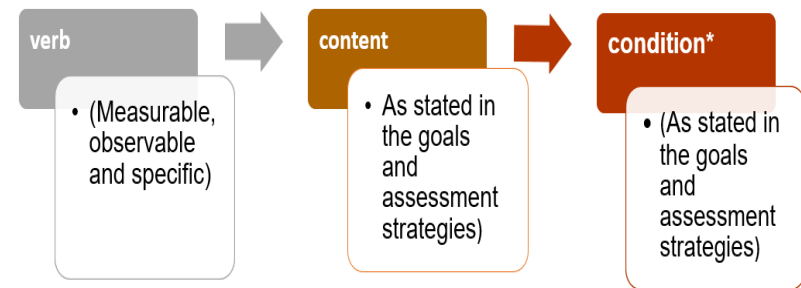 verb
• (Measurable,
observable
and specific)
content
• As stated in
the goals
and
assessment
strategies)
condition*
• (As stated in
the goals
and
assessment
strategies)